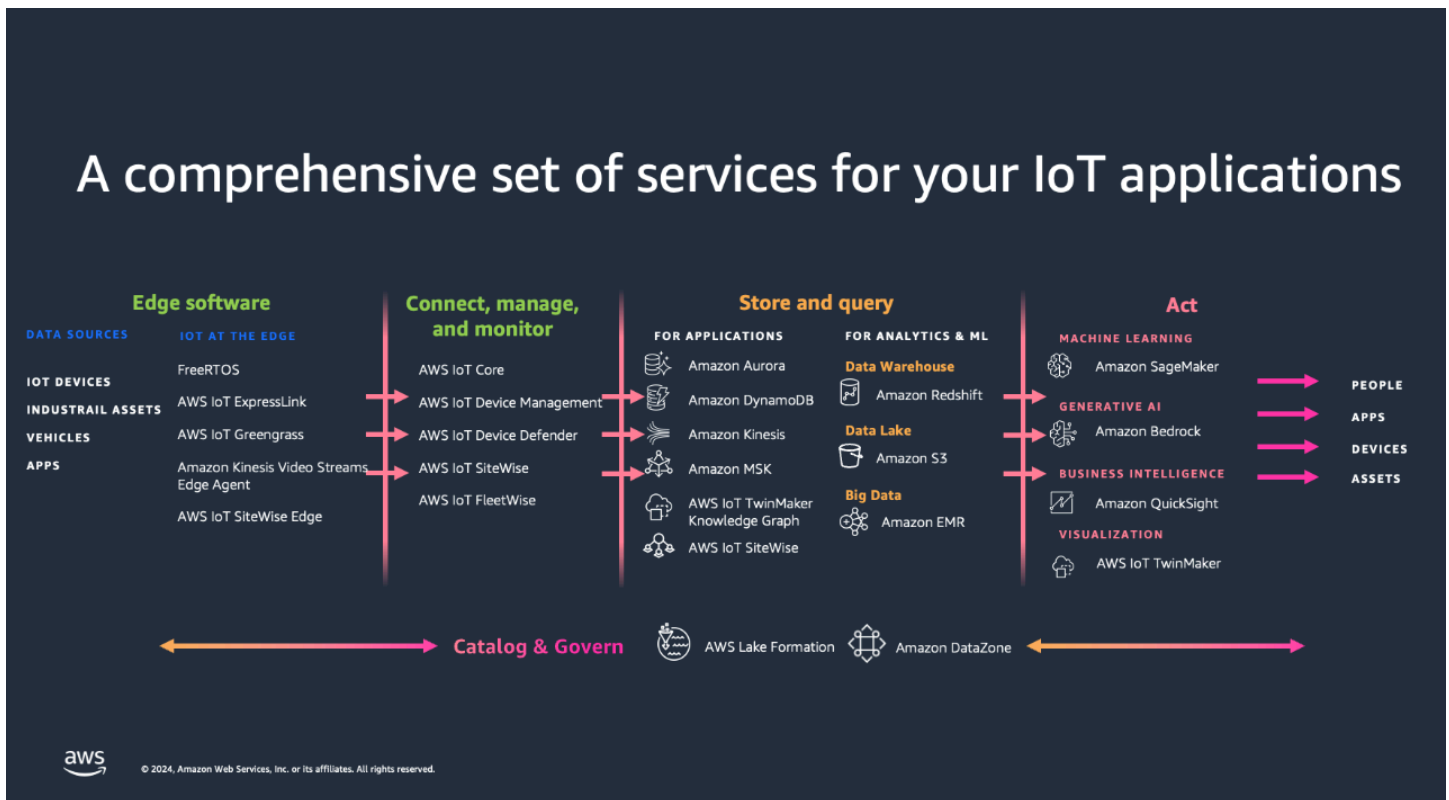 A comprehensive set of services for your IoT applications
Edge software
DATA SOURCES
IOT DEVICES
INDUSTRAIL ASSETS
VEHICLES
APPS
IOT AT THE EDGE
FreeRTOS
AWS IoT ExpressLink
AWS IoT Greengrass
Amazon Kinesis Video Streams
Edge Agent
AWS IoT SiteWise Edge
Connect, manage,
and monitor
AWS IoT Core
AWS IoT Device Management
AWS IoT Device Defender
AWS IoT SiteWise
AWS IoT FleetWise
Store and query
FOR APPLICATIONS
Amazon Aurora
Amazon DynamoDB
Amazon Kinesis
Amazon MSK
AWS IoT TwinMaker
Knowledge Graph
AWS IoT SiteWise
FOR ANALYTICS & ML
Data Warehouse
Amazon Redshift
Data Lake
Amazon S3
Big Data
Amazon EMR
Act
MACHINE LEARNING
Amazon SageMaker
GENERATIVE AI
Amazon Bedrock
BUSINESS INTELLIGENCE
Amazon QuickSight
VISUALIZATION
AWS IoT TwinMaker
PEOPLE
APPS
DEVICES
ASSETS
Catalog & Govern
AWS Lake Formation
Amazon DataZone
aws
© 2024, Amazon Web Services, Inc. or its affiliates. All rights reserved.